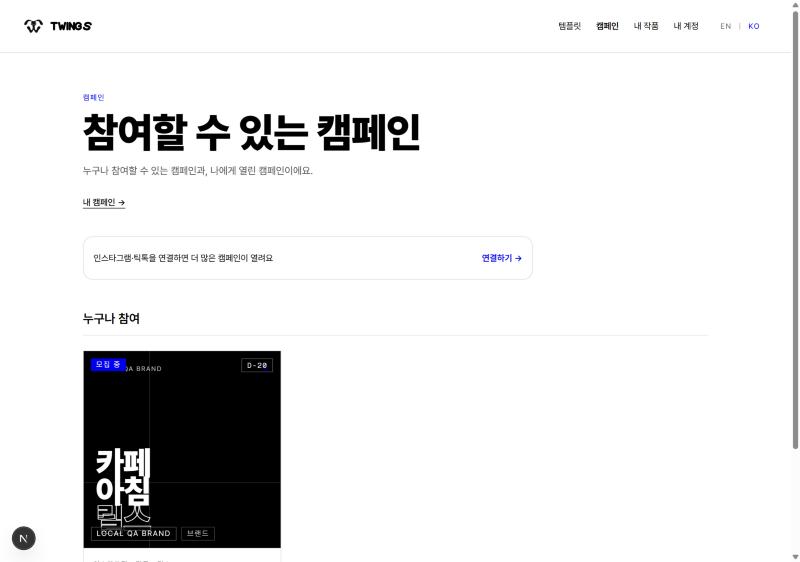 TWINGS
템플릿 캠페인 내 작품 내 계정 EN | KO
캠페인
참여할 수 있는 캠페인
누구나 참여할 수 있는 캠페인과, 나에게 열린 캠페인이에요.
내 캠페인 →
인스타그램·틱톡을 연결하면 더 많은 캠페인이 열려요 연결하기 →
누구나 참여
모집 중 QA BRAND D-20
카페
아침
릴스
LOCAL QA BRAND 브랜드
N